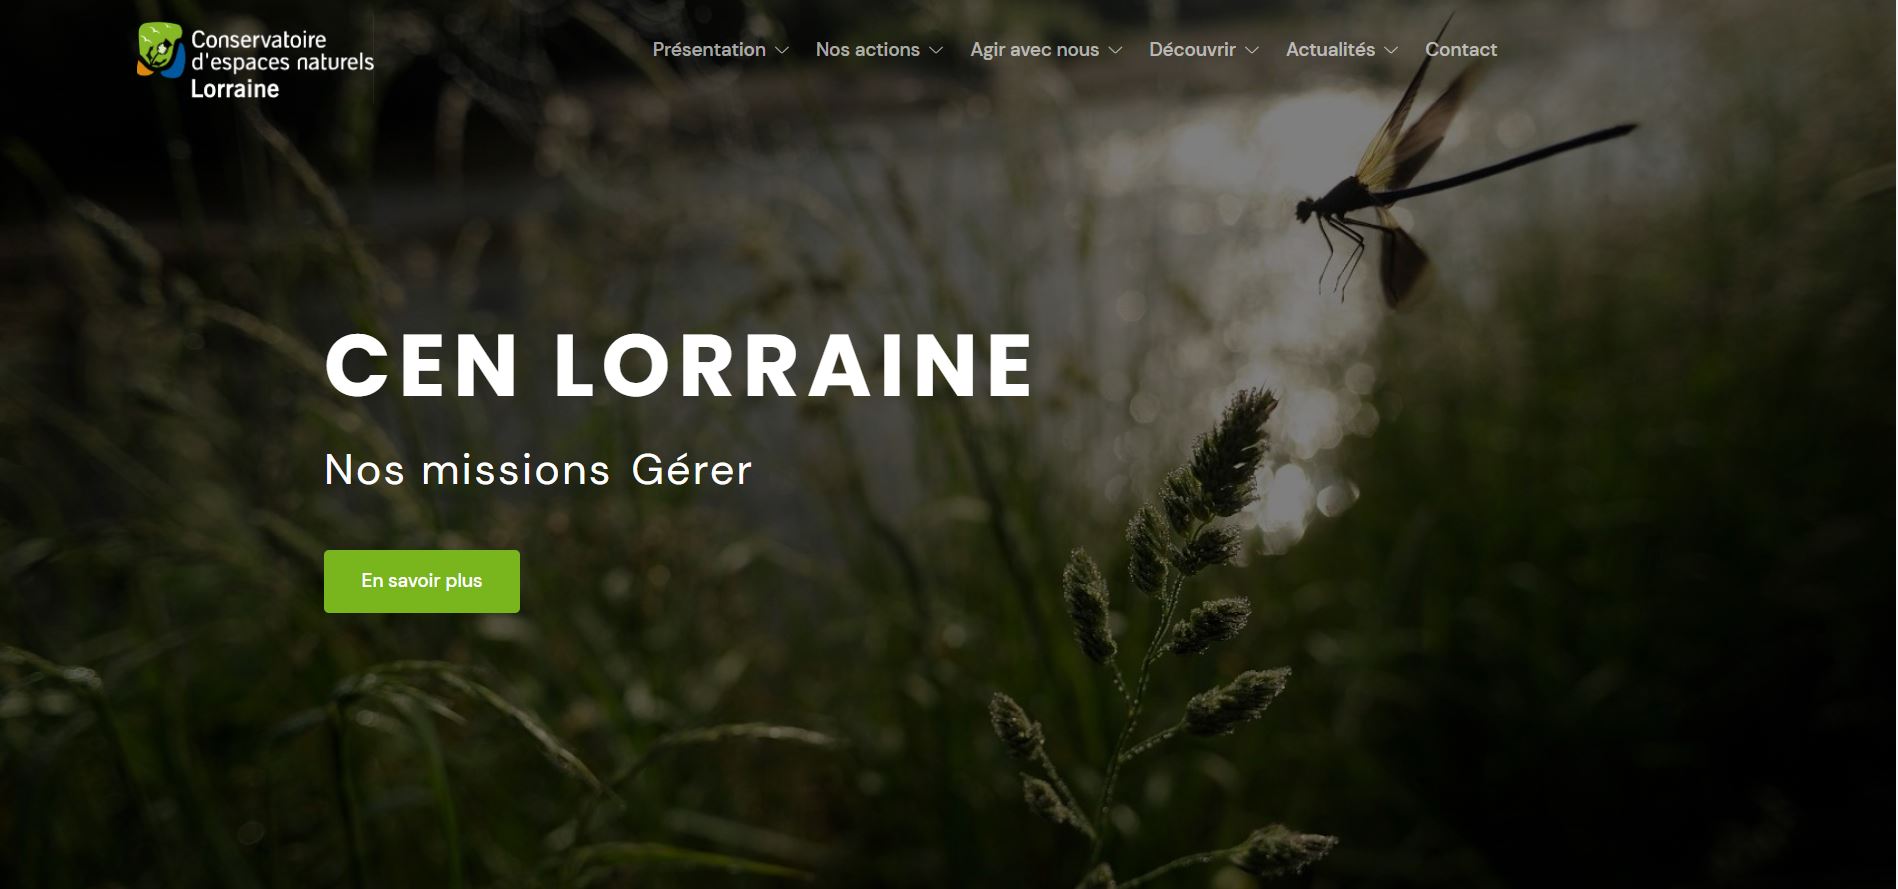 Conservatoire
d'espaces naturels
Lorraine
Présentation Nos actions Agir avec nous Découvrir Actualités Contact
CEN LORRAINE
Nos missions Gérer
En savoir plus